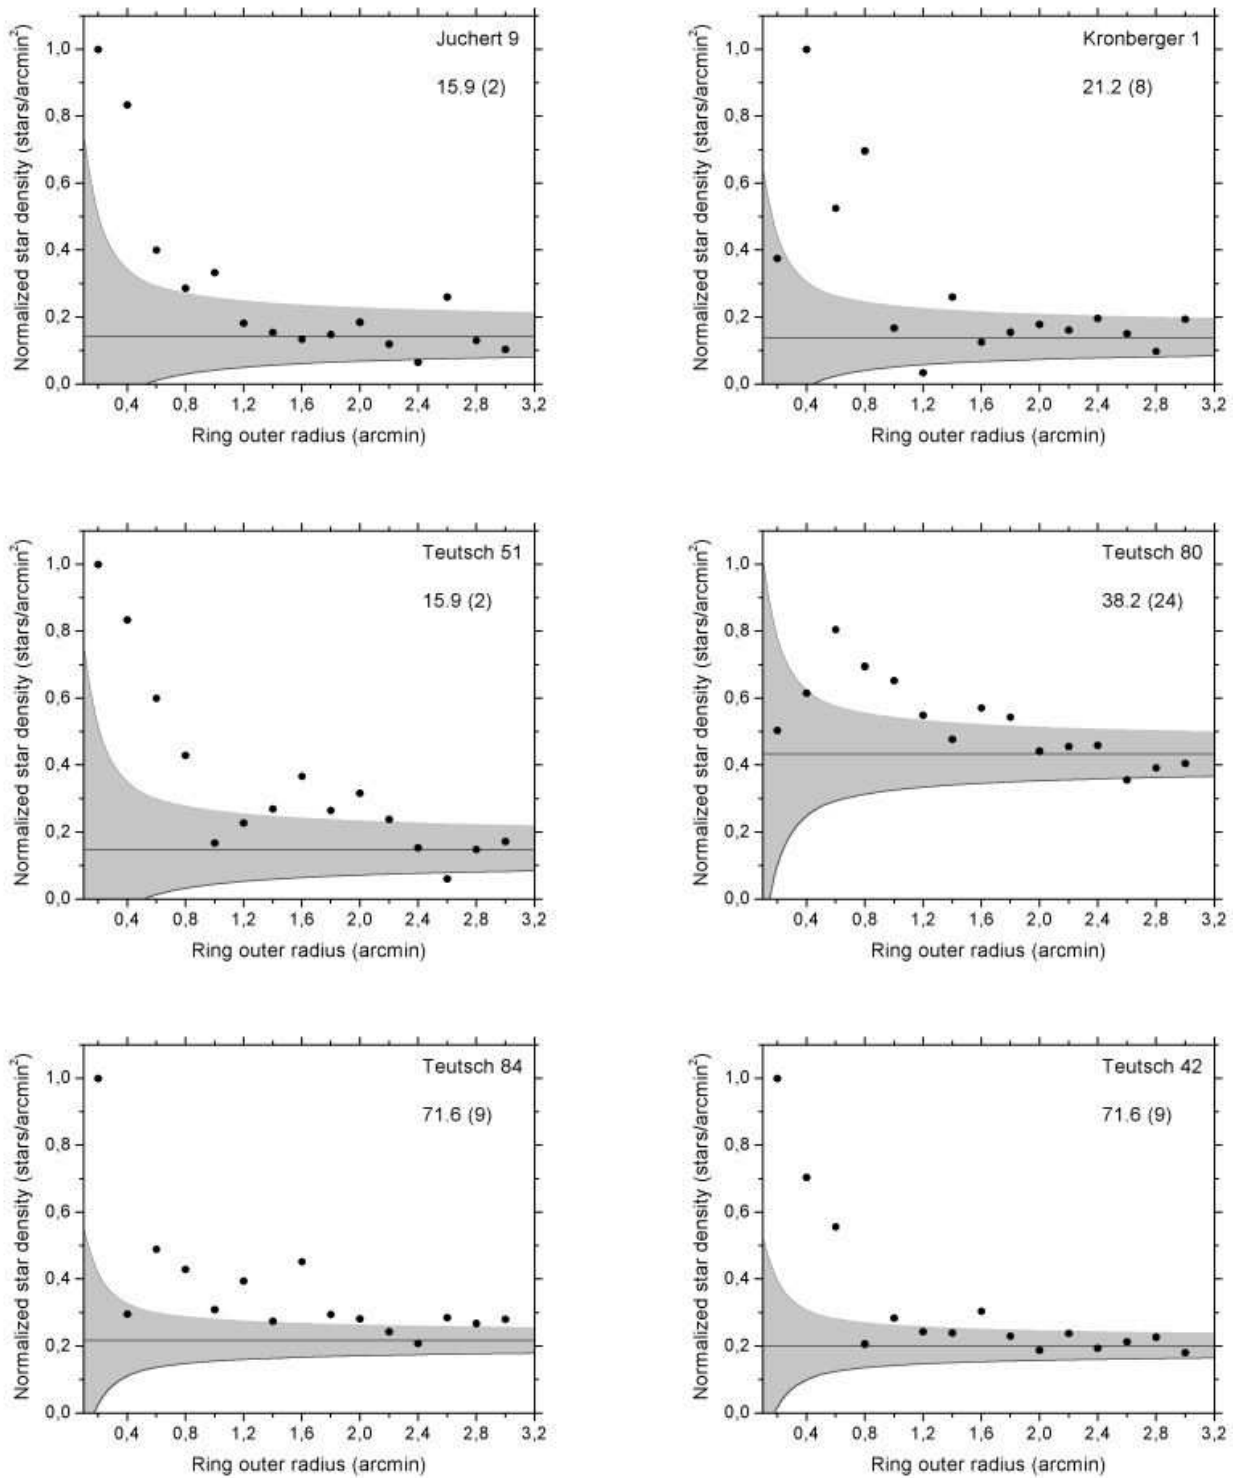 Juchert 9
15.9 (2)
Normalized star density (stars/arcmin²)
1,0
0,8
0,6
0,4
0,2
0,0
0,4 0,8 1,2 1,6 2,0 2,4 2,8 3,2
Ring outer radius (arcmin)
Kronberger 1
21.2 (8)
Normalized star density (stars/arcmin²)
1,0
0,8
0,6
0,4
0,2
0,0
0,4 0,8 1,2 1,6 2,0 2,4 2,8 3,2
Ring outer radius (arcmin)
Teutsch 51
15.9 (2)
Normalized star density (stars/arcmin²)
1,0
0,8
0,6
0,4
0,2
0,0
0,4 0,8 1,2 1,6 2,0 2,4 2,8 3,2
Ring outer radius (arcmin)
Teutsch 80
38.2 (24)
Normalized star density (stars/arcmin²)
1,0
0,8
0,6
0,4
0,2
0,0
0,4 0,8 1,2 1,6 2,0 2,4 2,8 3,2
Ring outer radius (arcmin)
Teutsch 84
71.6 (9)
Normalized star density (stars/arcmin²)
1,0
0,8
0,6
0,4
0,2
0,0
0,4 0,8 1,2 1,6 2,0 2,4 2,8 3,2
Ring outer radius (arcmin)
Teutsch 42
71.6 (9)
Normalized star density (stars/arcmin²)
1,0
0,8
0,6
0,4
0,2
0,0
0,4 0,8 1,2 1,6 2,0 2,4 2,8 3,2
Ring outer radius (arcmin)